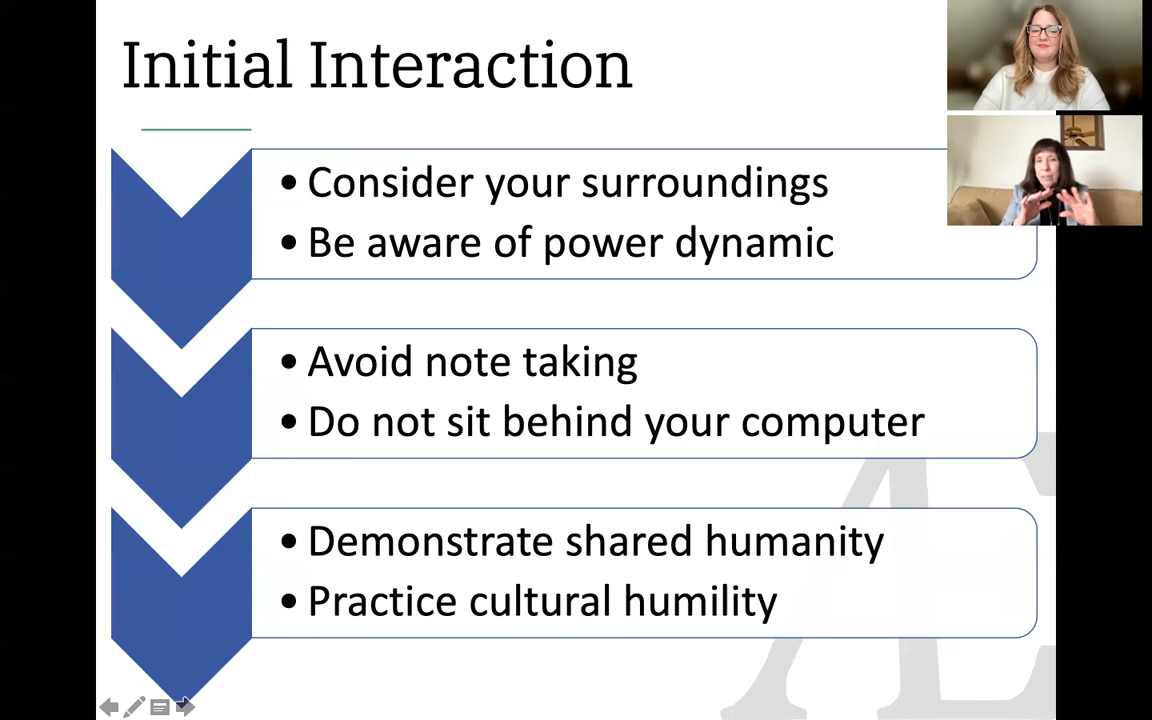 Initial Interaction
• Consider your surroundings
• Be aware of power dynamic
• Avoid note taking
• Do not sit behind your computer
• Demonstrate shared humanity
• Practice cultural humility
Æ